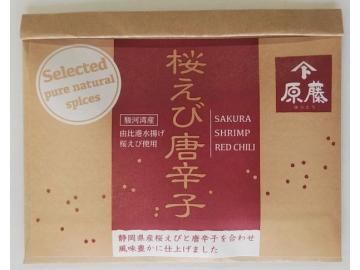 Selected
pure natural
spices
桜えび唐辛子
駿河湾産
由比港水揚げ
桜えび使用
SAKURA
SHRIMP
RED CHILI
原藤
静岡県産桜えびと唐辛子を合わせ
風味豊かに仕上げました